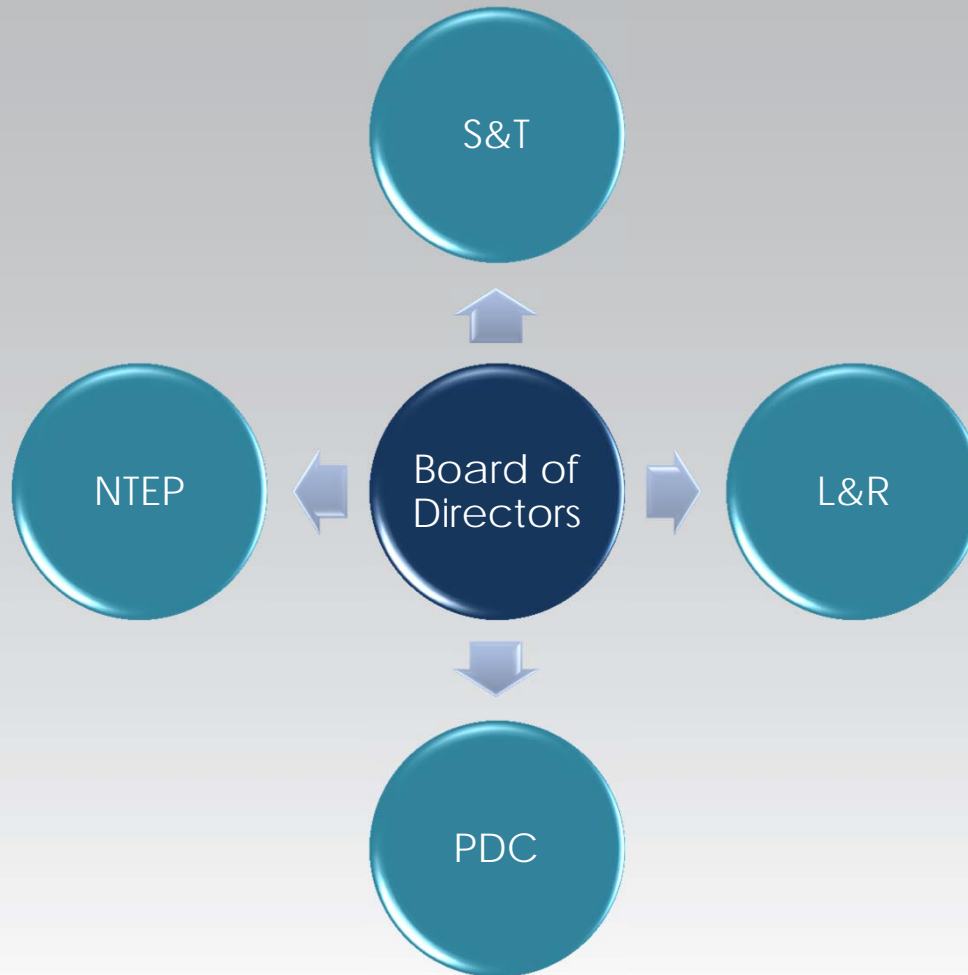 S&T
NTEP
Board of
Directors
L&R
PDC